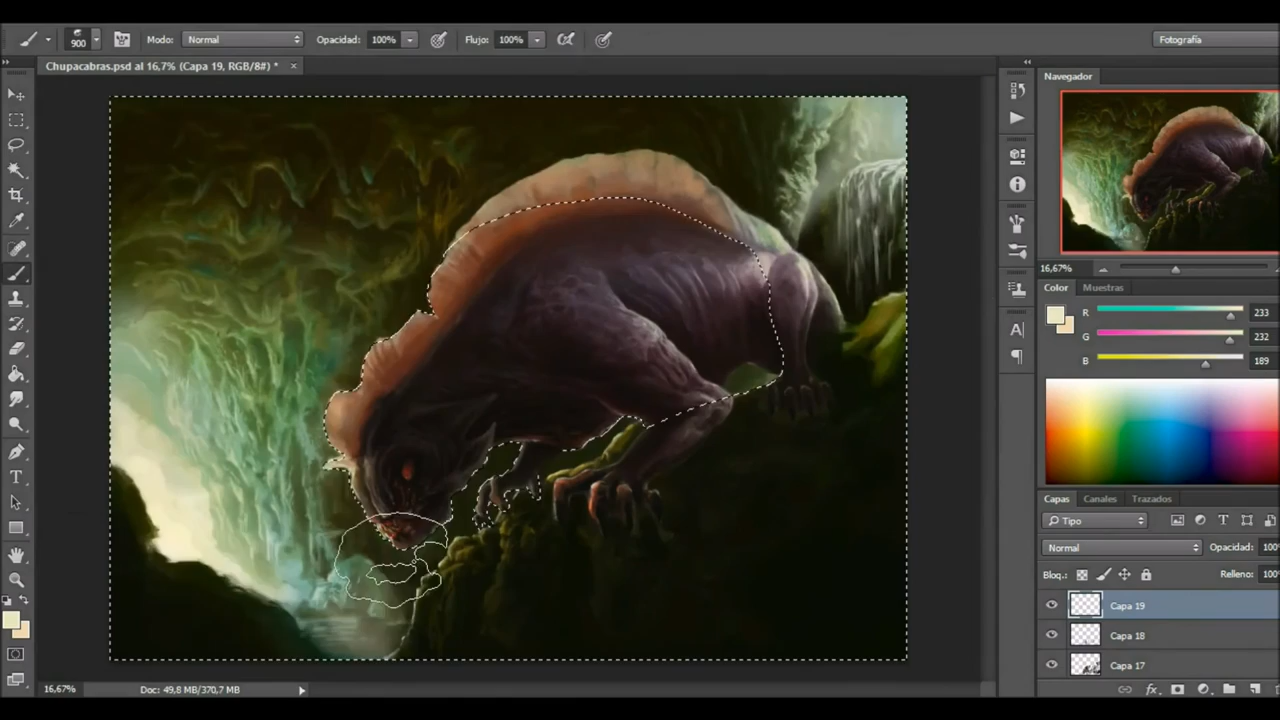 900 Modo: Normal Opacidad: 100% Flujo: 100% Fotografía
Chupacabras.psd al 16,7% (Capa 19, RGB/8#) * ×
Navegador
16,67%
Color Muestras
R 233
G 232
B 189
Capas Canales Trazados
Tipo
Normal Opacidad: 100
Bloq.: Relleno: 100
Capa 19
Capa 18
Capa 17
16,67% Doc: 49,8 MB/370,7 MB